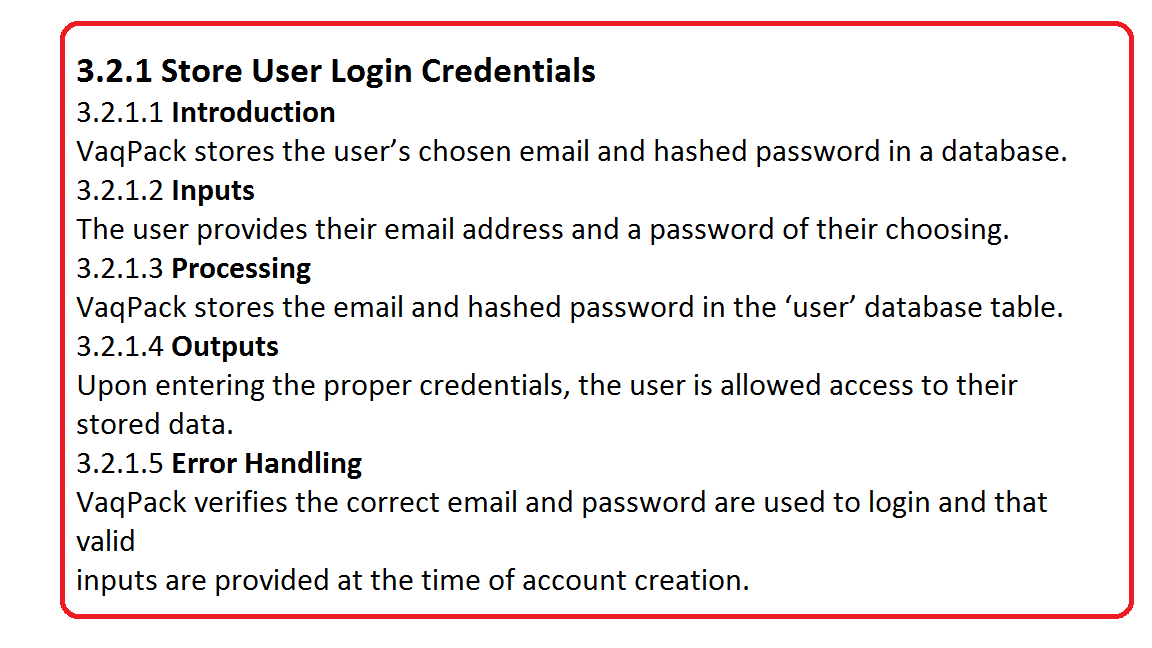 3.2.1 Store User Login Credentials
3.2.1.1 Introduction
VaqPack stores the user’s chosen email and hashed password in a database.
3.2.1.2 Inputs
The user provides their email address and a password of their choosing.
3.2.1.3 Processing
VaqPack stores the email and hashed password in the ‘user’ database table.
3.2.1.4 Outputs
Upon entering the proper credentials, the user is allowed access to their
stored data.
3.2.1.5 Error Handling
VaqPack verifies the correct email and password are used to login and that
valid
inputs are provided at the time of account creation.